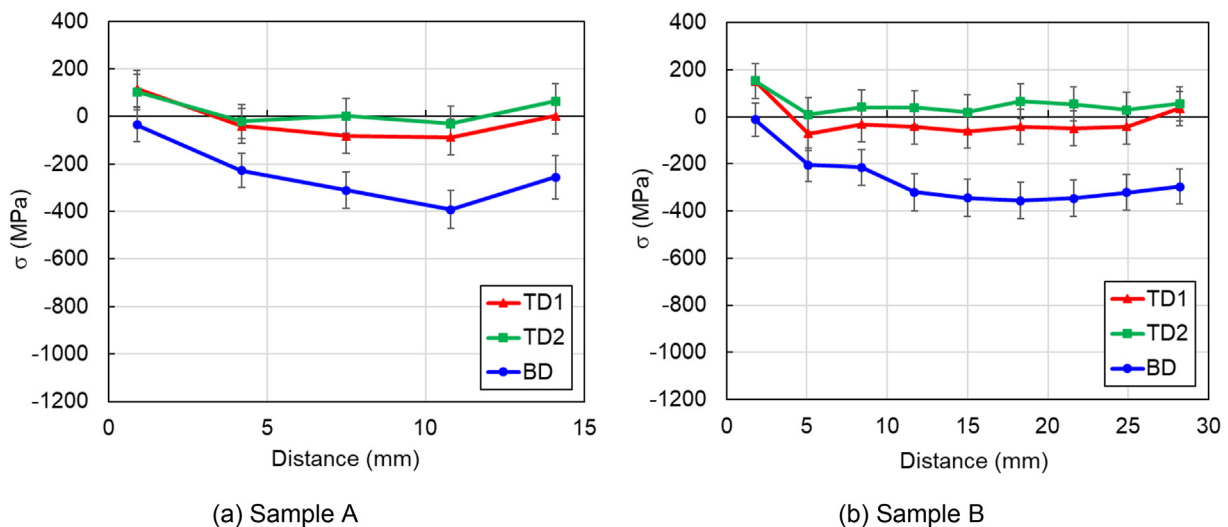 400
200
0
-200
-400
-600
-800
-1000
-1200
σ (MPa)
TD1
TD2
BD
0 5 10 15
Distance (mm)
(a) Sample A
400
200
0
-200
-400
-600
-800
-1000
-1200
σ (MPa)
TD1
TD2
BD
0 5 10 15 20 25 30
Distance (mm)
(b) Sample B